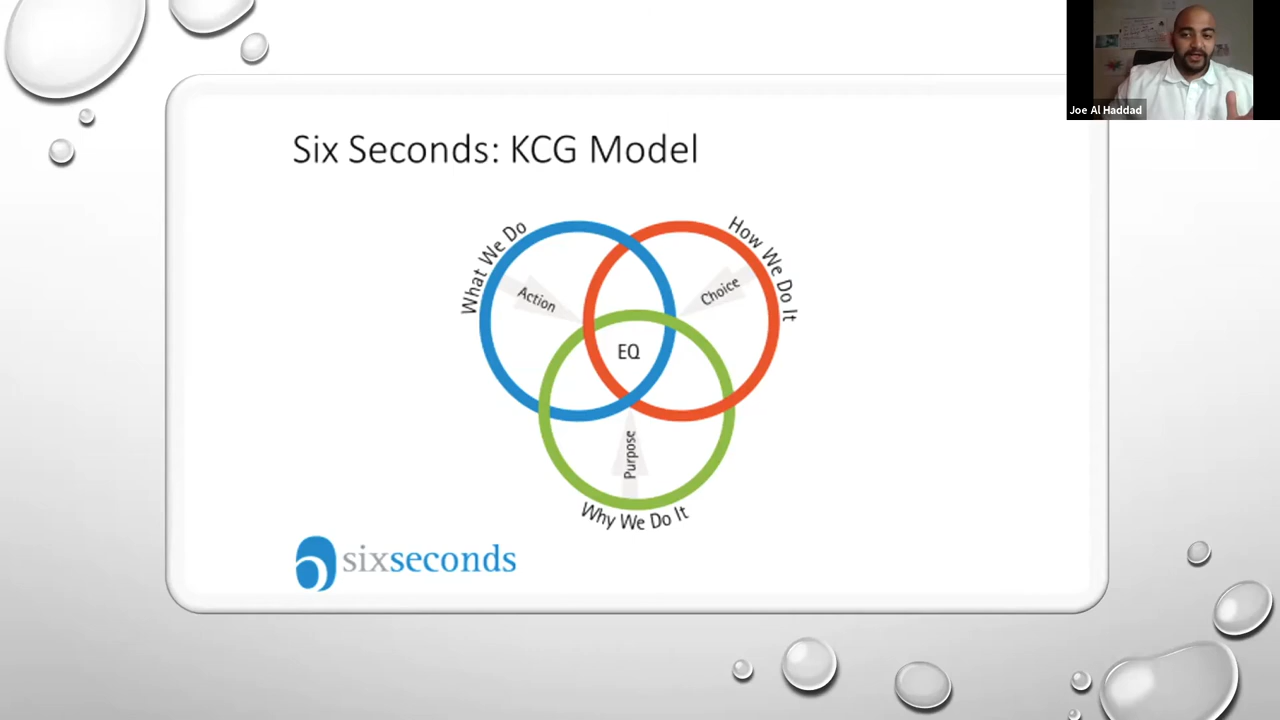 Joe Al Haddad
Six Seconds: KCG Model
What We Do
How We Do It
Action
Choice
EQ
Purpose
Why We Do It
sixseconds